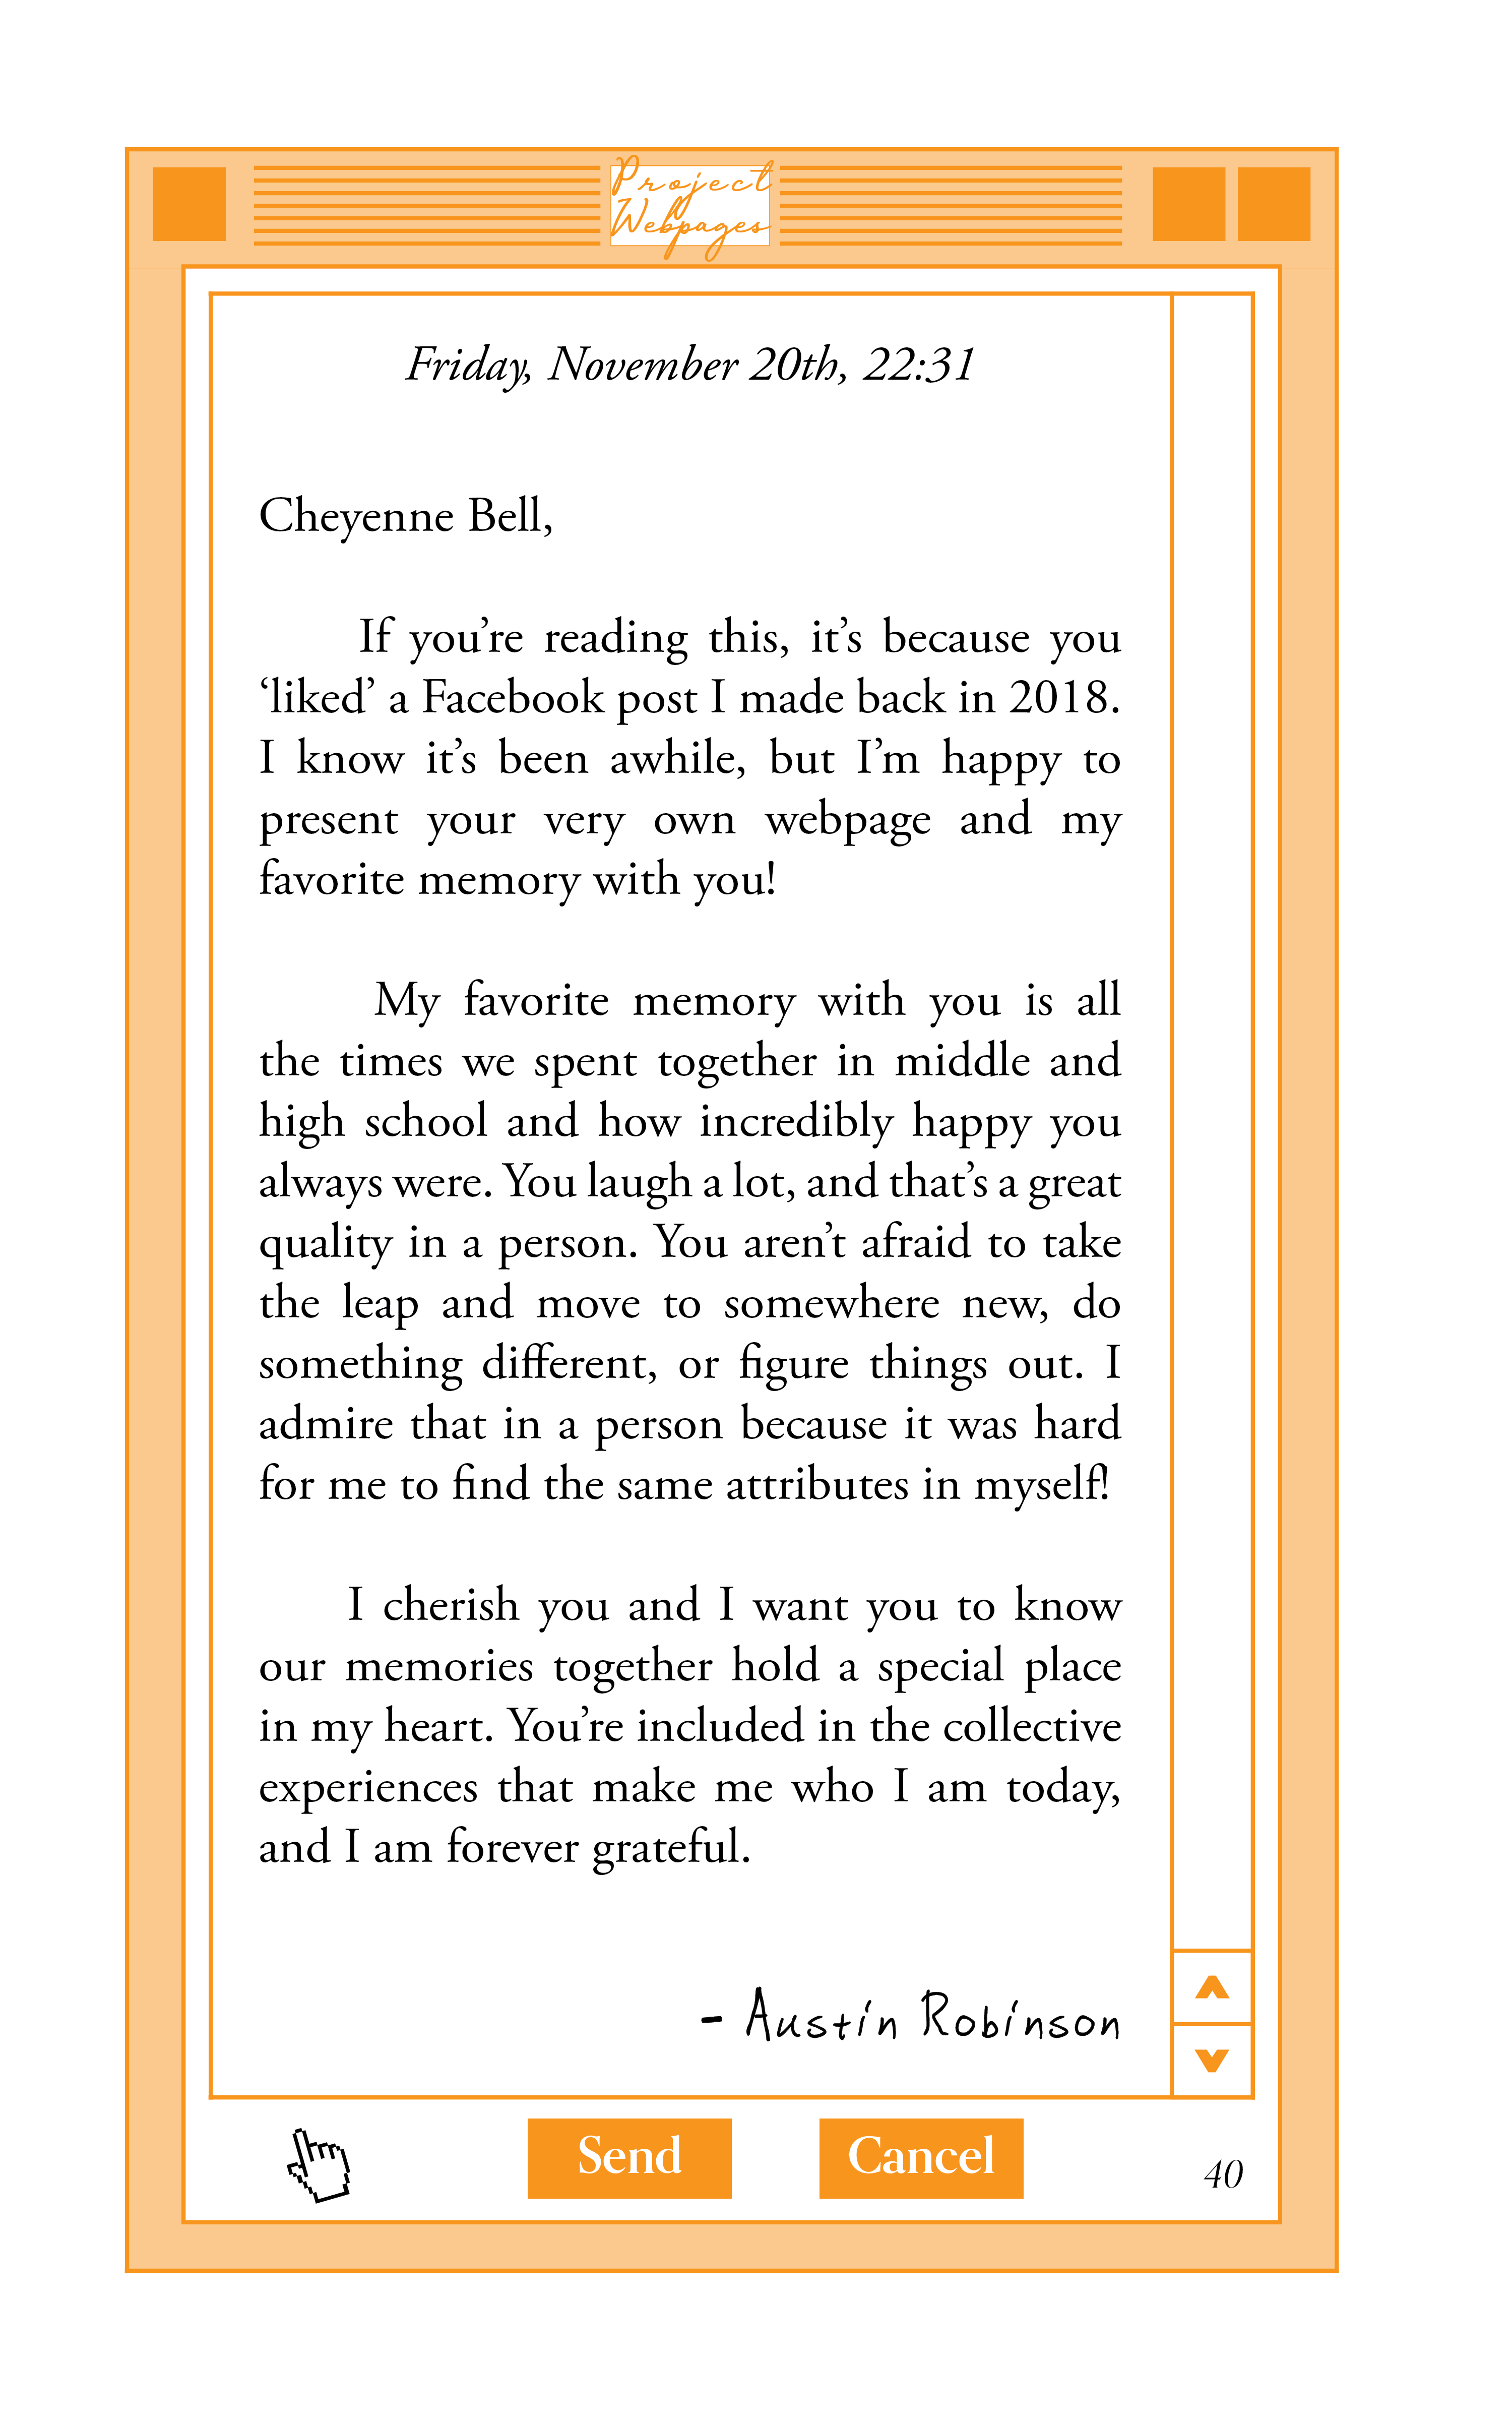 Project
Webpages
Friday, November 20th, 22:31
Cheyenne Bell,
If you’re reading this, it’s because you
‘liked’ a Facebook post I made back in 2018.
I know it’s been awhile, but I’m happy to
present your very own webpage and my
favorite memory with you!
My favorite memory with you is all
the times we spent together in middle and
high school and how incredibly happy you
always were. You laugh a lot, and that’s a great
quality in a person. You aren’t afraid to take
the leap and move to somewhere new, do
something different, or figure things out. I
admire that in a person because it was hard
for me to find the same attributes in myself!
I cherish you and I want you to know
our memories together hold a special place
in my heart. You’re included in the collective
experiences that make me who I am today,
and I am forever grateful.
- Austin Robinson
Send Cancel
40